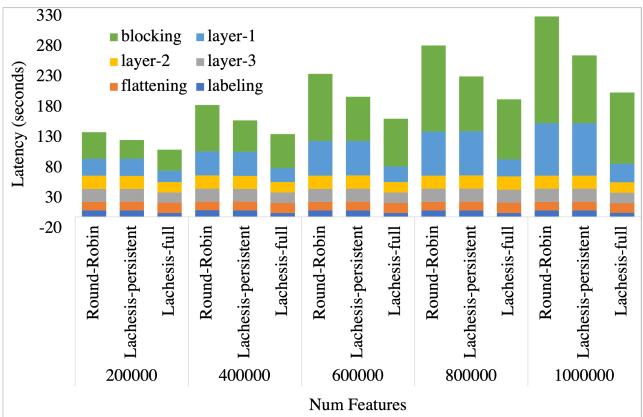 Latency (seconds)
330
280
230
180
130
80
30
-20
blocking layer-1
layer-2 layer-3
flattening labeling
Round-Robin
Lachesis-persistent
Lachesis-full
Round-Robin
Lachesis-persistent
Lachesis-full
Round-Robin
Lachesis-persistent
Lachesis-full
Round-Robin
Lachesis-persistent
Lachesis-full
Round-Robin
Lachesis-persistent
Lachesis-full
200000 400000 600000 800000 1000000
Num Features